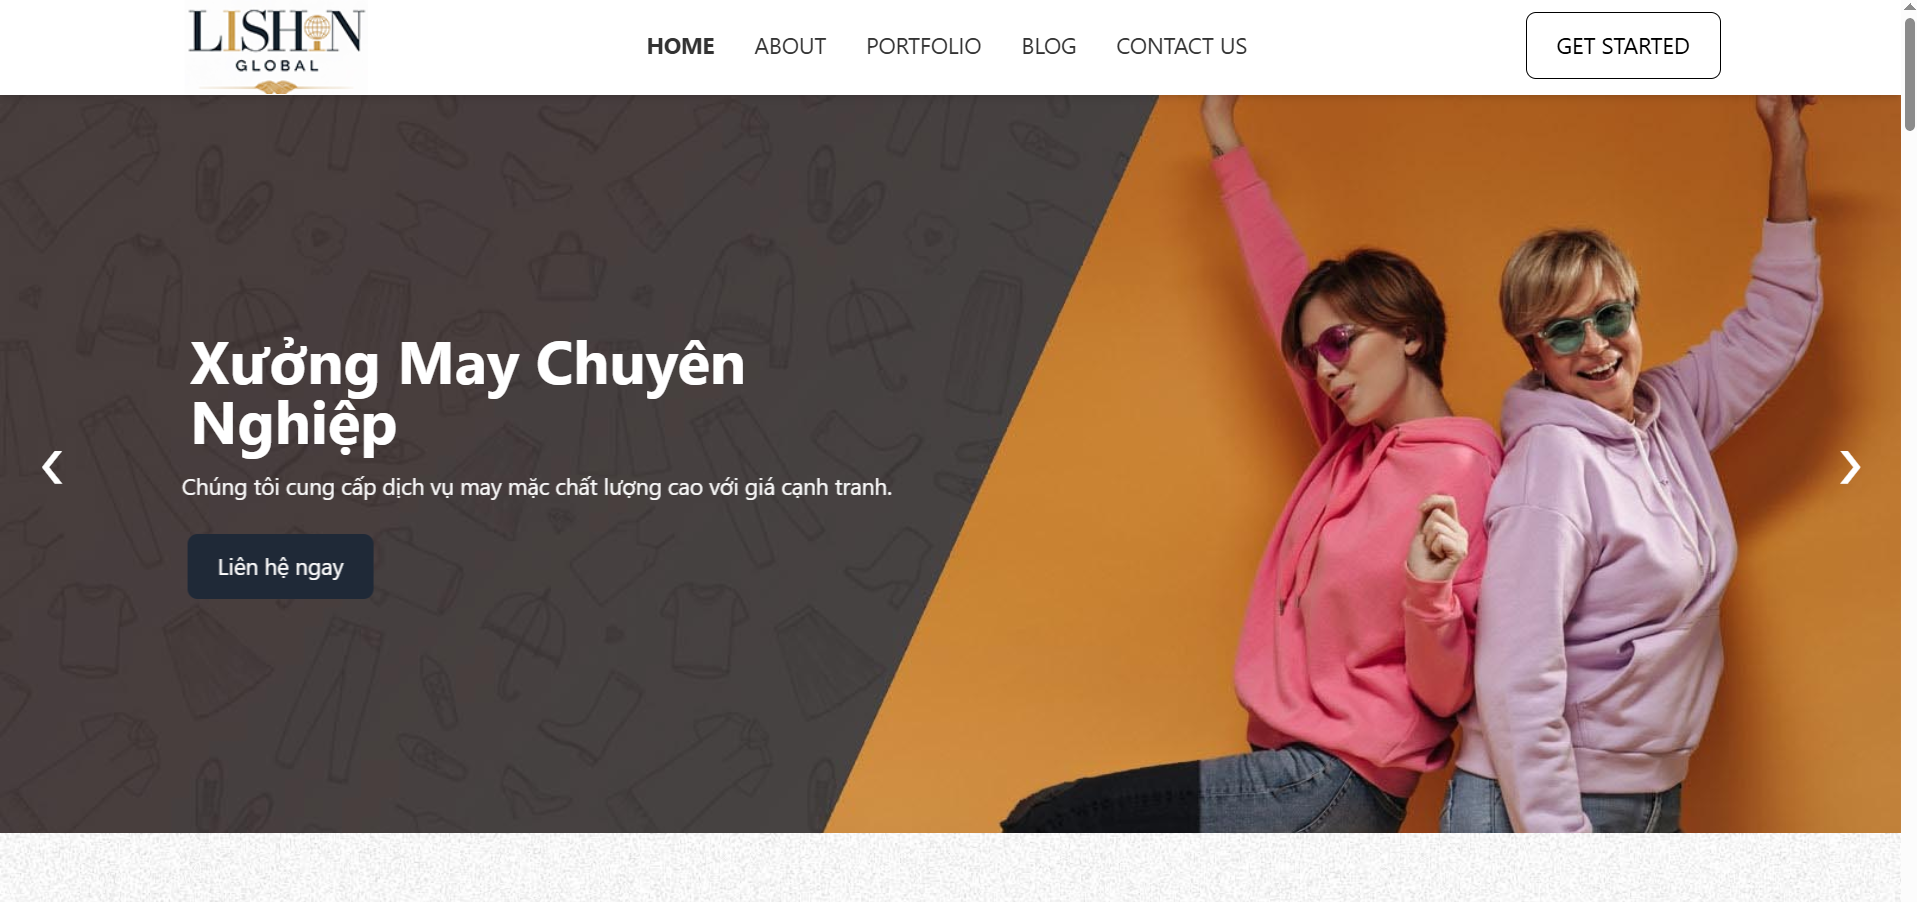 LISHIN
GLOBAL
HOME ABOUT PORTFOLIO BLOG CONTACT US
GET STARTED
Xưởng May Chuyên
Nghiệp
Chúng tôi cung cấp dịch vụ may mặc chất lượng cao với giá cạnh tranh.
Liên hệ ngay